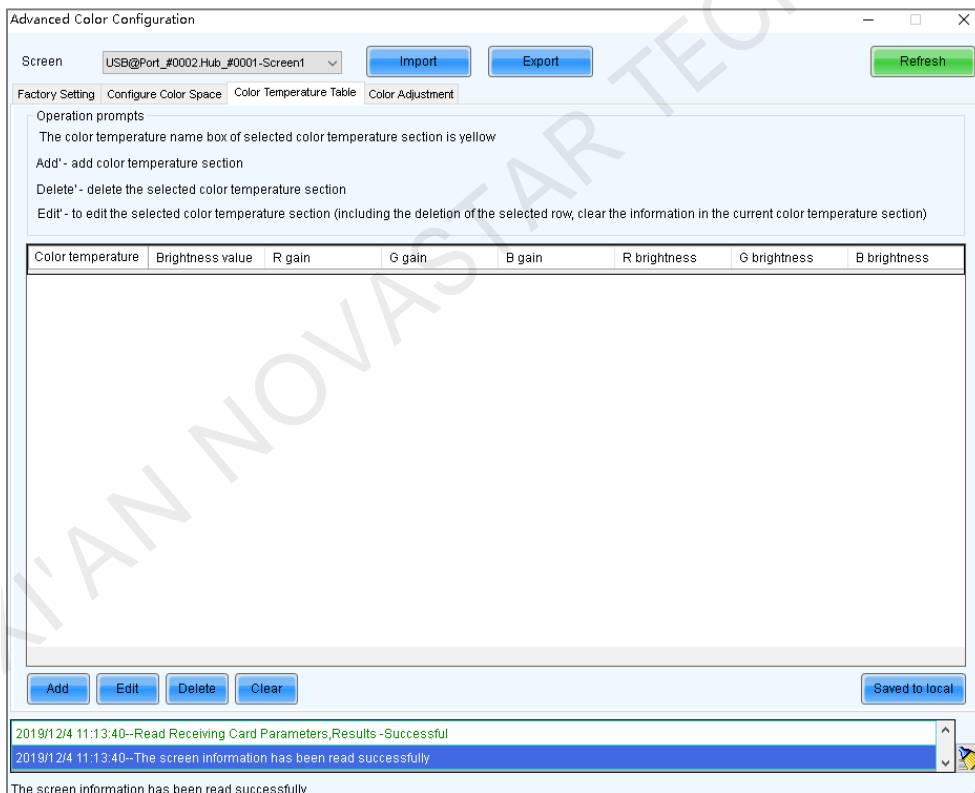 Advanced Color Configuration
Screen USB@Port_#0002.Hub_#0001-Screen1 Import Export Refresh
Factory Setting Configure Color Space Color Temperature Table Color Adjustment
Operation prompts
The color temperature name box of selected color temperature section is yellow
Add'- add color temperature section
Delete'- delete the selected color temperature section
Edit'- to edit the selected color temperature section (including the deletion of the selected row, clear the information in the current color temperature section)
Color temperature Brightness value R gain G gain B gain R brightness G brightness B brightness
XI'AN NOVASTAR TECH
Add Edit Delete Clear Saved to local
2019/12/4 11:13:40--Read Receiving Card Parameters,Results -Successful
2019/12/4 11:13:40--The screen information has been read successfully
The screen information has been read successfully